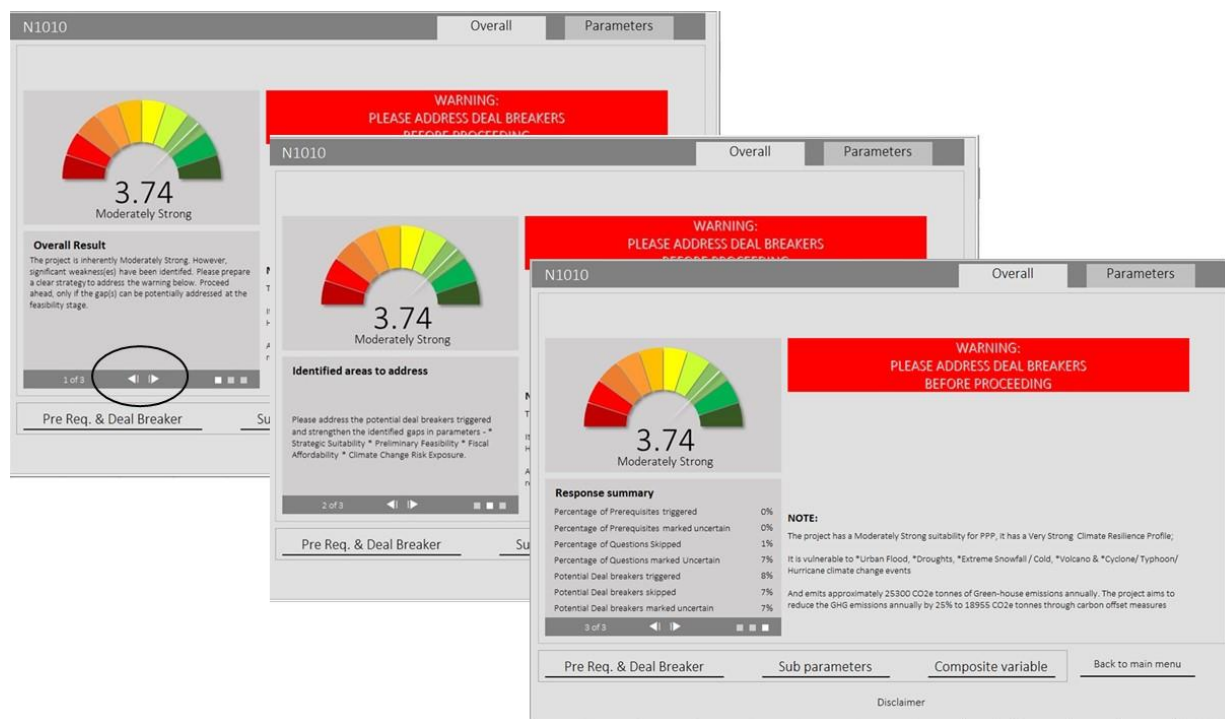 N1010
Overall
Parameters
WARNING:
PLEASE ADDRESS DEAL BREAKERS
BEFORE PROCEEDING
3.74
Moderately Strong
Overall Result
The project is inherently Moderately Strong. However,
significant weakness(es) have been identifed. Please prepare
a clear strategy to address the warning below. Proceed
ahead, only if the gap(s) can be potentially addressed at the
feasibility stage.
1 of 3
Pre Req. & Deal Breaker
Su
N1010
Overall
Parameters
WARNING:
PLEASE ADDRESS DEAL BREAKERS
BEFORE PROCEEDING
3.74
Moderately Strong
Identified areas to address
Please address the potential deal breakers triggered
and strengthen the identified gaps in parameters - *
Strategic Suitability * Preliminary Feasibility * Fiscal
Affordability * Climate Change Risk Exposure.
2 of 3
Pre Req. & Deal Breaker
Su
N1010
Overall
Parameters
WARNING:
PLEASE ADDRESS DEAL BREAKERS
BEFORE PROCEEDING
3.74
Moderately Strong
Response summary
Percentage of Prerequisites triggered 0%
Percentage of Prerequisites marked uncertain 0%
Percentage of Questions Skipped 1%
Percentage of Questions marked Uncertain 7%
Potential Deal breakers triggered 8%
Potential Deal breakers skipped 7%
Potential Deal breakers marked uncertain 7%
3 of 3
NOTE:
The project has a Moderately Strong suitability for PPP, it has a Very Strong Climate Resilience Profile;
It is vulnerable to *Urban Flood, *Droughts, *Extreme Snowfall / Cold, *Volcano & *Cyclone/ Typhoon/
Hurricane climate change events
And emits approximately 25300 CO2e tonnes of Green-house emissions annually. The project aims to
reduce the GHG emissions annually by 25% to 18955 CO2e tonnes through carbon offset measures
Pre Req. & Deal Breaker
Sub parameters
Composite variable
Back to main menu
Disclaimer